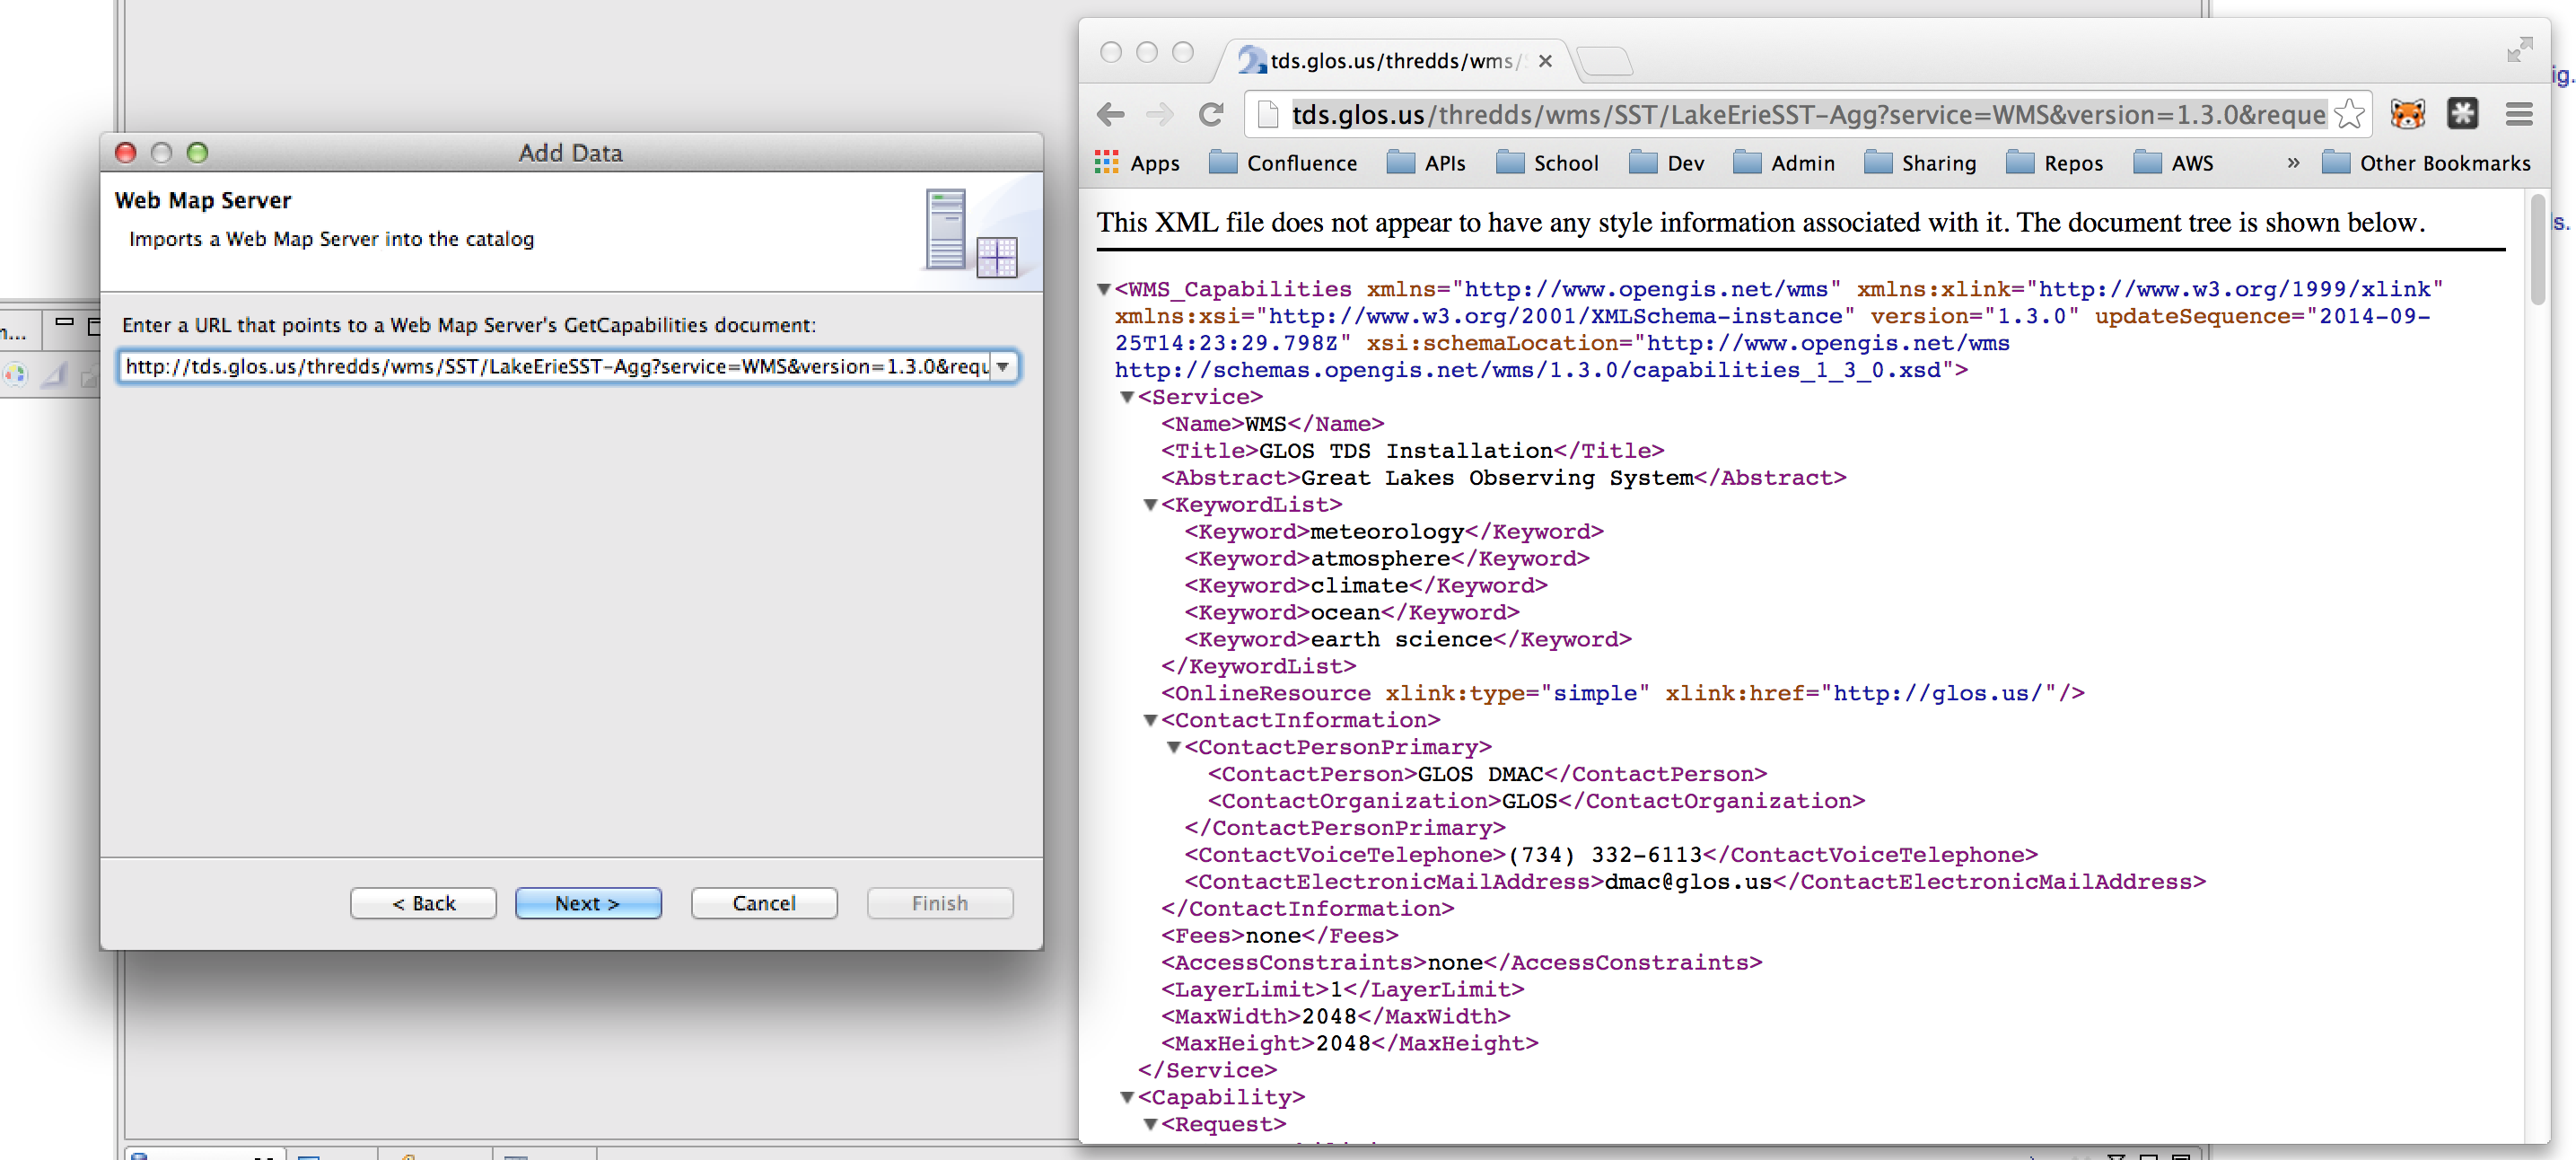 Add Data
Web Map Server
Imports a Web Map Server into the catalog
Enter a URL that points to a Web Map Server's GetCapabilities document:
http://tds.glos.us/thredds/wms/SST/LakeErieSST-Agg?service=WMS&version=1.3.0&requ
< Back
Next >
Cancel
Finish
tds.glos.us/thredds/wms/
tds.glos.us/thredds/wms/SST/LakeErieSST-Agg?service=WMS&version=1.3.0&reque
Apps Confluence APIs School Dev Admin Sharing Repos AWS » Other Bookmarks
This XML file does not appear to have any style information associated with it. The document tree is shown below.
<WMS_Capabilities xmlns="http://www.opengis.net/wms" xmlns:xlink="http://www.w3.org/1999/xlink"
xmlns:xsi="http://www.w3.org/2001/XMLSchema-instance" version="1.3.0" updateSequence="2014-09-
25T14:23:29.798Z" xsi:schemaLocation="http://www.opengis.net/wms
http://schemas.opengis.net/wms/1.3.0/capabilities_1_3_0.xsd">
<Service>
<Name>WMS</Name>
<Title>GLOS TDS Installation</Title>
<Abstract>Great Lakes Observing System</Abstract>
<KeywordList>
<Keyword>meteorology</Keyword>
<Keyword>atmosphere</Keyword>
<Keyword>climate</Keyword>
<Keyword>ocean</Keyword>
<Keyword>earth science</Keyword>
</KeywordList>
<OnlineResource xlink:type="simple" xlink:href="http://glos.us/"/>
<ContactInformation>
<ContactPersonPrimary>
<ContactPerson>GLOS DMAC</ContactPerson>
<ContactOrganization>GLOS</ContactOrganization>
</ContactPersonPrimary>
<ContactVoiceTelephone>(734) 332-6113</ContactVoiceTelephone>
<ContactElectronicMailAddress>dmac@glos.us</ContactElectronicMailAddress>
</ContactInformation>
<Fees>none</Fees>
<AccessConstraints>none</AccessConstraints>
<LayerLimit>1</LayerLimit>
<MaxWidth>2048</MaxWidth>
<MaxHeight>2048</MaxHeight>
</Service>
<Capability>
<Request>